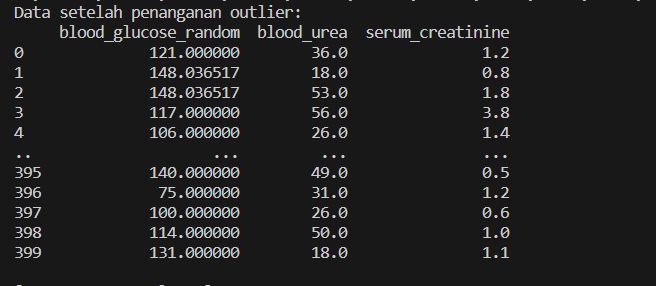 Data setelah penanganan outlier:
blood_glucose_random blood_urea serum_creatinine
0 121.000000 36.0 1.2
1 148.036517 18.0 0.8
2 148.036517 53.0 1.8
3 117.000000 56.0 3.8
4 106.000000 26.0 1.4
.. ... ... ...
395 140.000000 49.0 0.5
396 75.000000 31.0 1.2
397 100.000000 26.0 0.6
398 114.000000 50.0 1.0
399 131.000000 18.0 1.1